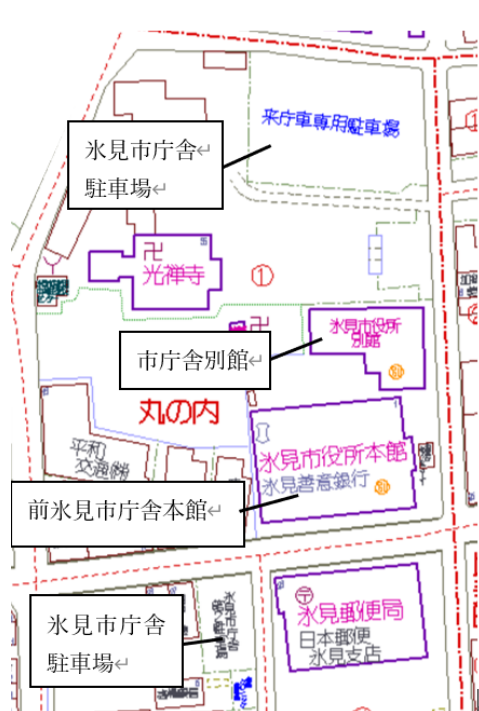 来庁車専用駐車場
氷見市庁舎↵
駐車場↵
卍
光禅寺
1
卍
氷見市役所
別館
市庁舎別館↵
丸の内
平和
交通㈱
氷見市役所本館
氷見善意銀行
前氷見市庁舎本館↵
氷見市庁舎
駐車場↵
〒
氷見郵便局
日本郵便
氷見支店